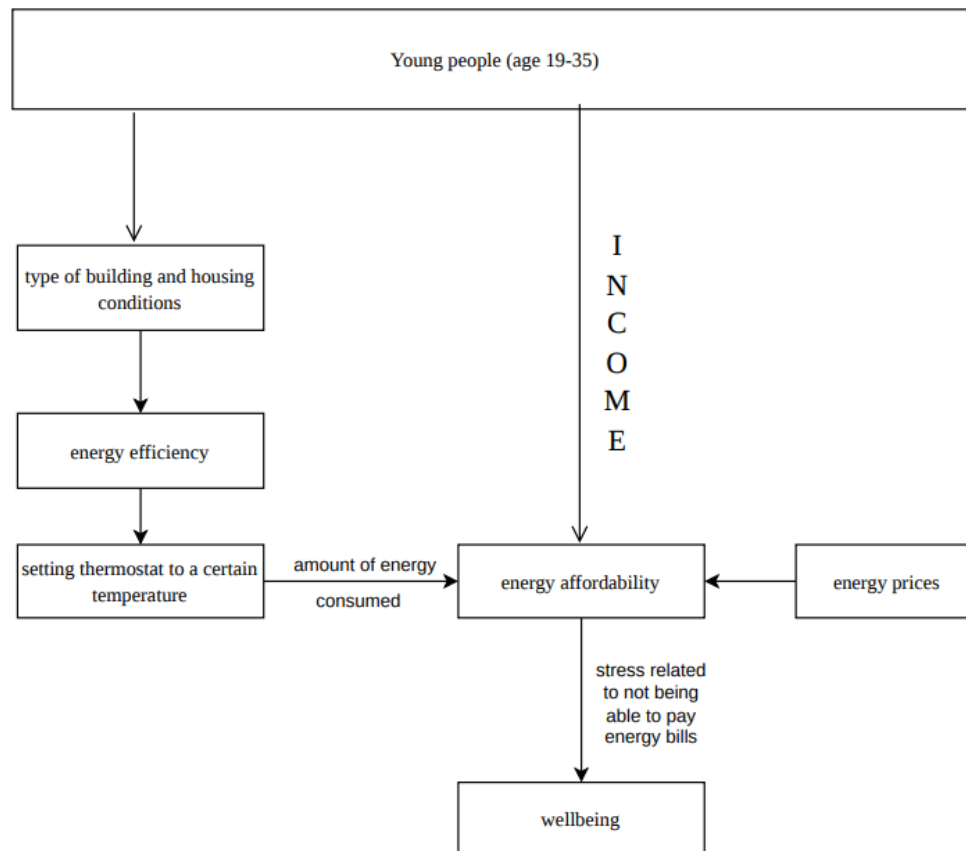 Young people (age 19-35)
I
N
C
O
M
E
type of building and housing
conditions
energy efficiency
setting thermostat to a certain
temperature
amount of energy
consumed
energy affordability
energy prices
stress related
to not being
able to pay
energy bills
wellbeing